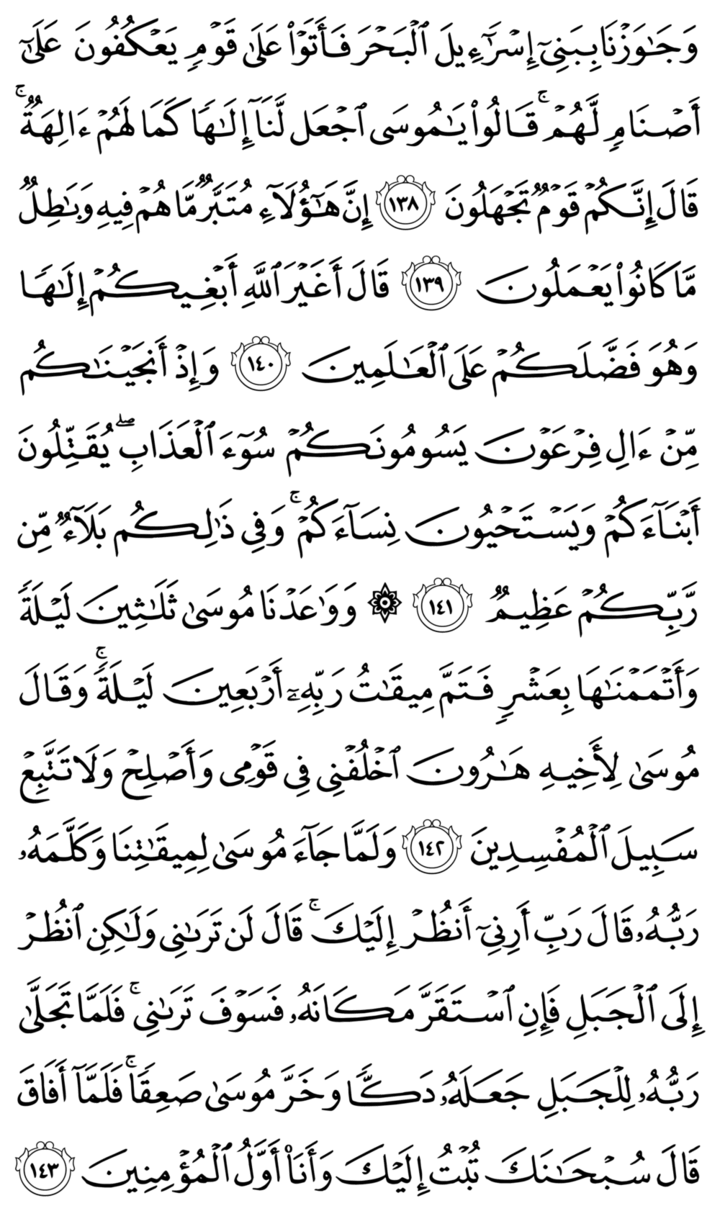 وَجَٰوَزْنَا بِبَنِىٓ إِسْرَٰٓءِيلَ ٱلْبَحْرَ فَأَتَوْا۟ عَلَىٰ قَوْمٍ يَعْكُفُونَ عَلَىٰٓ
أَصْنَامٍ لَّهُمْ ۚ قَالُوا۟ يَٰمُوسَى ٱجْعَل لَّنَآ إِلَٰهًا كَمَا لَهُمْ ءَالِهَةٌ ۚ
قَالَ إِنَّكُمْ قَوْمٌ تَجْهَلُونَ ١٣٨ إِنَّ هَٰٓؤُلَآءِ مُتَبَّرٌ مَّا هُمْ فِيهِ وَبَٰطِلٌ
مَّا كَانُوا۟ يَعْمَلُونَ ١٣٩ قَالَ أَغَيْرَ ٱللَّهِ أَبْغِيكُمْ إِلَٰهًا
وَهُوَ فَضَّلَكُمْ عَلَى ٱلْعَٰلَمِينَ ١٤٠ وَإِذْ أَنجَيْنَٰكُم
مِّنْ ءَالِ فِرْعَوْنَ يَسُومُونَكُمْ سُوٓءَ ٱلْعَذَابِ ۖ يُقَتِّلُونَ
أَبْنَآءَكُمْ وَيَسْتَحْيُونَ نِسَآءَكُمْ ۚ وَفِى ذَٰلِكُم بَلَآءٌ مِّن
رَّبِّكُمْ عَظِيمٌ ١٤١ ۞ وَوَٰعَدْنَا مُوسَىٰ ثَلَٰثِينَ لَيْلَةً
وَأَتْمَمْنَٰهَا بِعَشْرٍ فَتَمَّ مِيقَٰتُ رَبِّهِۦٓ أَرْبَعِينَ لَيْلَةً ۚ وَقَالَ
مُوسَىٰ لِأَخِيهِ هَٰرُونَ ٱخْلُفْنِى فِى قَوْمِى وَأَصْلِحْ وَلَا تَتَّبِعْ
سَبِيلَ ٱلْمُفْسِدِينَ ١٤٢ وَلَمَّا جَآءَ مُوسَىٰ لِمِيقَٰتِنَا وَكَلَّمَهُۥ
رَبُّهُۥ قَالَ رَبِّ أَرِنِىٓ أَنظُرْ إِلَيْكَ ۚ قَالَ لَن تَرَىٰنِى وَلَٰكِنِ ٱنظُرْ
إِلَى ٱلْجَبَلِ فَإِنِ ٱسْتَقَرَّ مَكَانَهُۥ فَسَوْفَ تَرَىٰنِى ۚ فَلَمَّا تَجَلَّىٰ
رَبُّهُۥ لِلْجَبَلِ جَعَلَهُۥ دَكًّا وَخَرَّ مُوسَىٰ صَعِقًا ۚ فَلَمَّآ أَفَاقَ
قَالَ سُبْحَٰنَكَ تُبْتُ إِلَيْكَ وَأَنَا۠ أَوَّلُ ٱلْمُؤْمِنِينَ ١٤٣